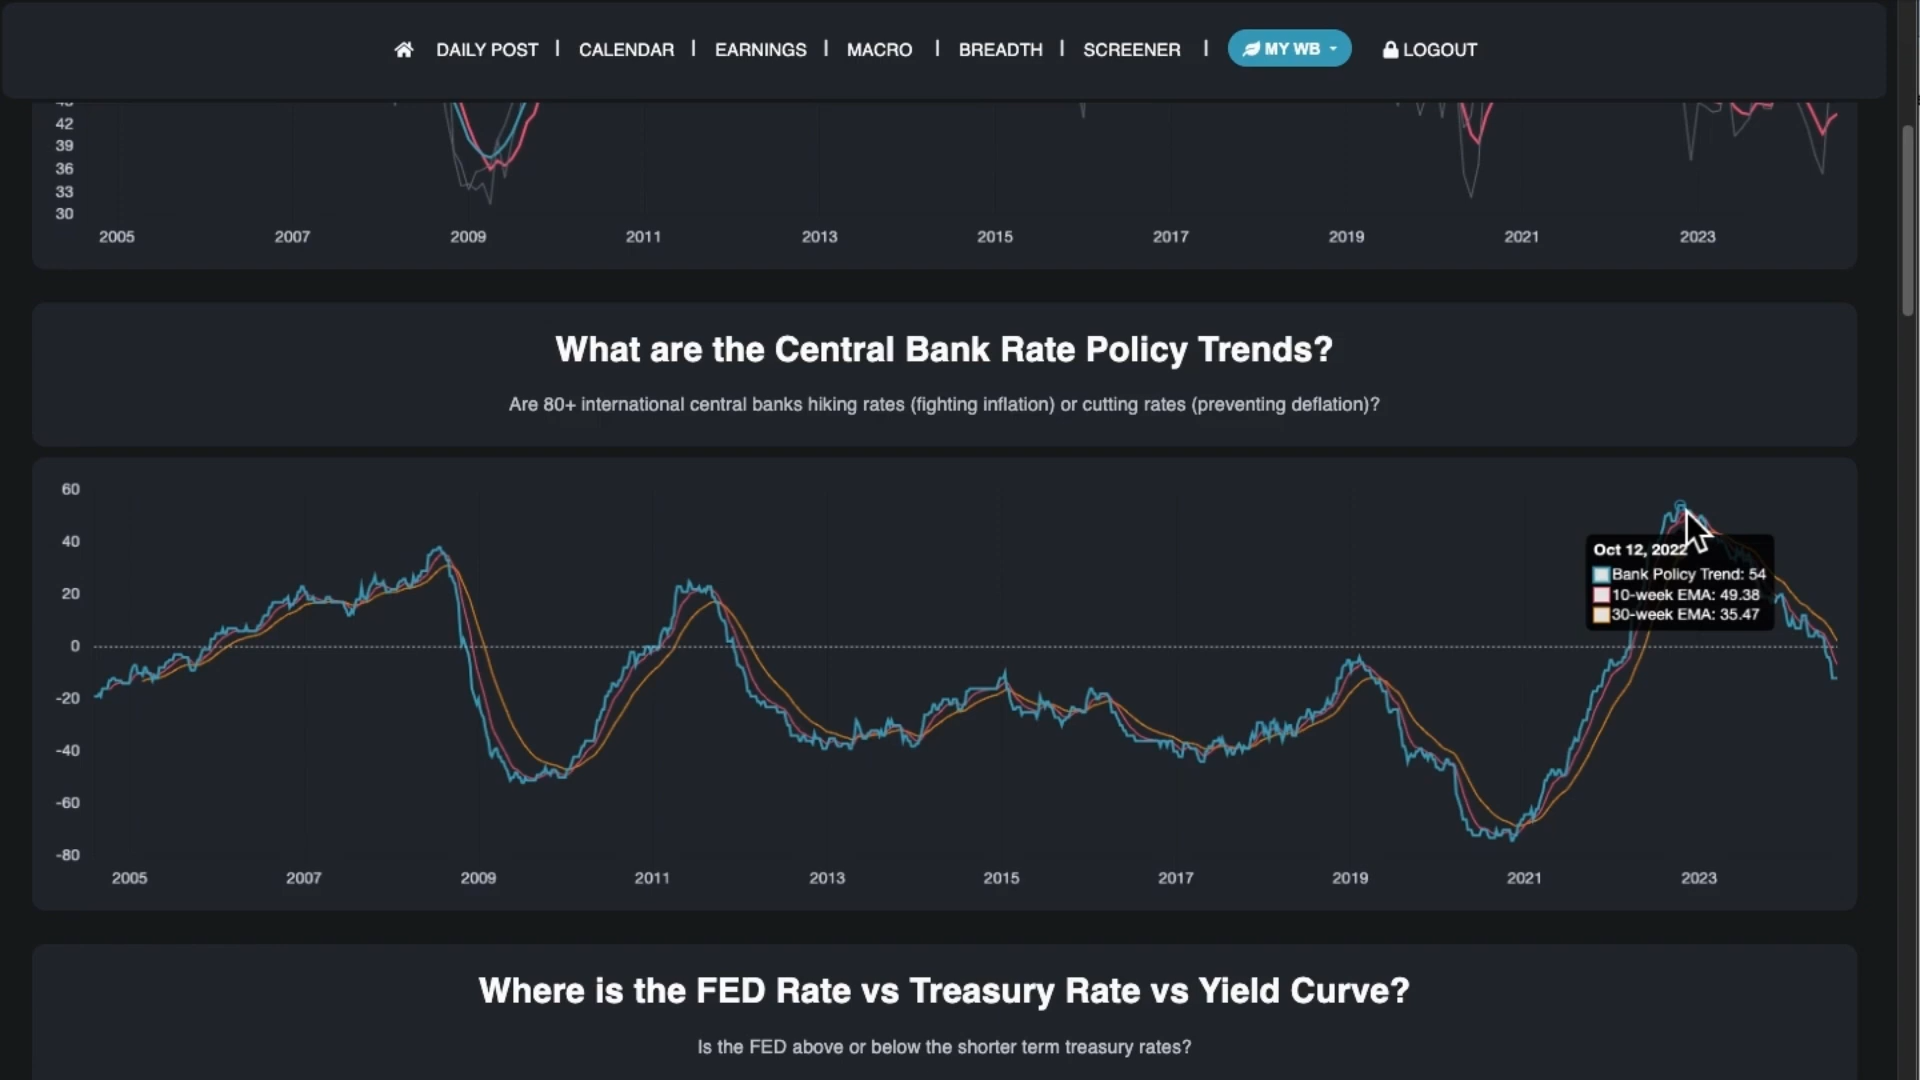 DAILY POST | CALENDAR | EARNINGS | MACRO | BREADTH | SCREENER | MY WB LOGOUT
42
39
36
33
30
2005 2007 2009 2011 2013 2015 2017 2019 2021 2023
What are the Central Bank Rate Policy Trends?
Are 80+ international central banks hiking rates (fighting inflation) or cutting rates (preventing deflation)?
60
40
20
0
-20
-40
-60
-80
Oct 12, 2022
Bank Policy Trend: 54
10-week EMA: 49.38
30-week EMA: 35.47
2005 2007 2009 2011 2013 2015 2017 2019 2021 2023
Where is the FED Rate vs Treasury Rate vs Yield Curve?
Is the FED above or below the shorter term treasury rates?